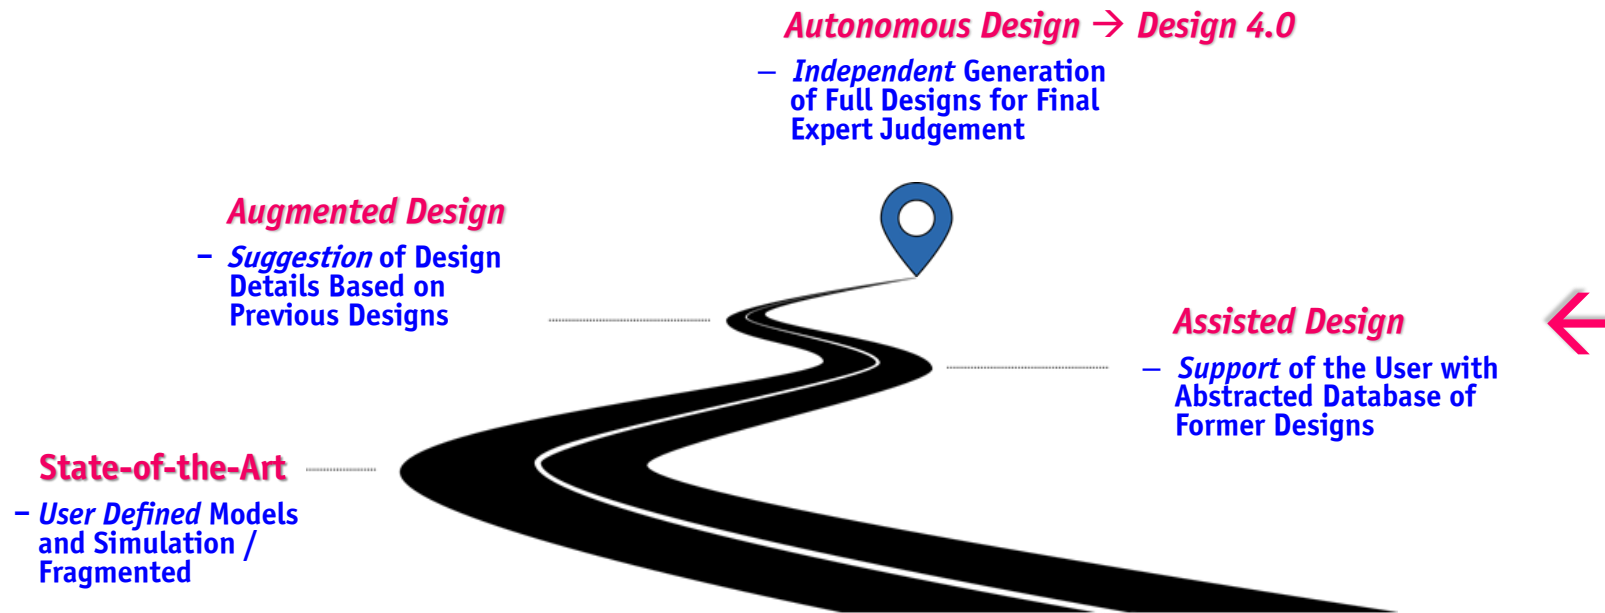 Autonomous Design → Design 4.0
– Independent Generation
of Full Designs for Final
Expert Judgement
Augmented Design
– Suggestion of Design
Details Based on
Previous Designs
Assisted Design
– Support of the User with
Abstracted Database of
Former Designs
State-of-the-Art
– User Defined Models
and Simulation /
Fragmented